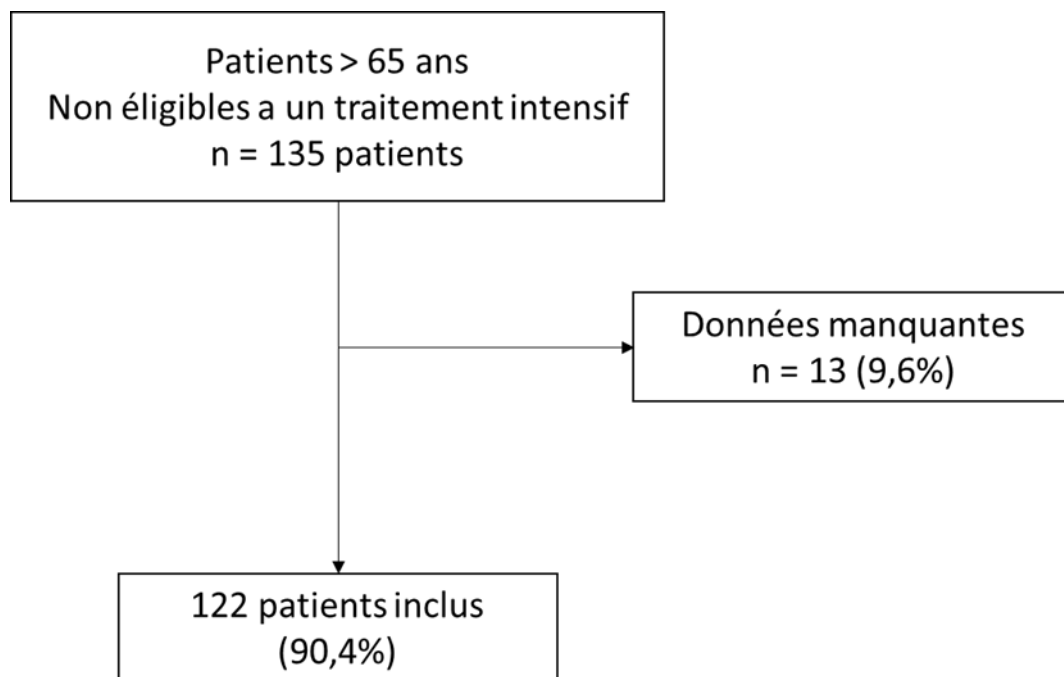 Patients > 65 ans
Non éligibles a un traitement intensif
n = 135 patients
Données manquantes
n = 13 (9,6%)
122 patients inclus
(90,4%)